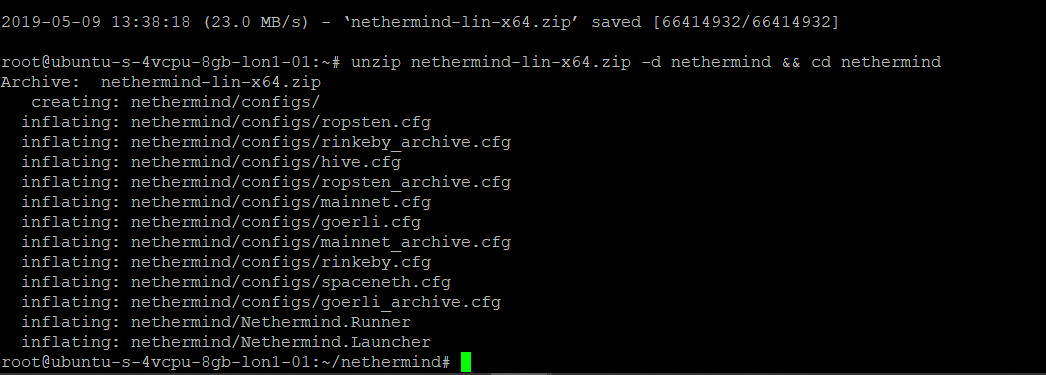 2019-05-09 13:38:18 (23.0 MB/s) - ‘nethermind-lin-x64.zip’ saved [66414932/66414932]
root@ubuntu-s-4vcpu-8gb-lon1-01:~# unzip nethermind-lin-x64.zip -d nethermind && cd nethermind
Archive:  nethermind-lin-x64.zip
   creating: nethermind/configs/
  inflating: nethermind/configs/ropsten.cfg
  inflating: nethermind/configs/rinkeby_archive.cfg
  inflating: nethermind/configs/hive.cfg
  inflating: nethermind/configs/ropsten_archive.cfg
  inflating: nethermind/configs/mainnet.cfg
  inflating: nethermind/configs/goerli.cfg
  inflating: nethermind/configs/mainnet_archive.cfg
  inflating: nethermind/configs/rinkeby.cfg
  inflating: nethermind/configs/spaceneth.cfg
  inflating: nethermind/configs/goerli_archive.cfg
  inflating: nethermind/Nethermind.Runner
  inflating: nethermind/Nethermind.Launcher
root@ubuntu-s-4vcpu-8gb-lon1-01:~/nethermind#